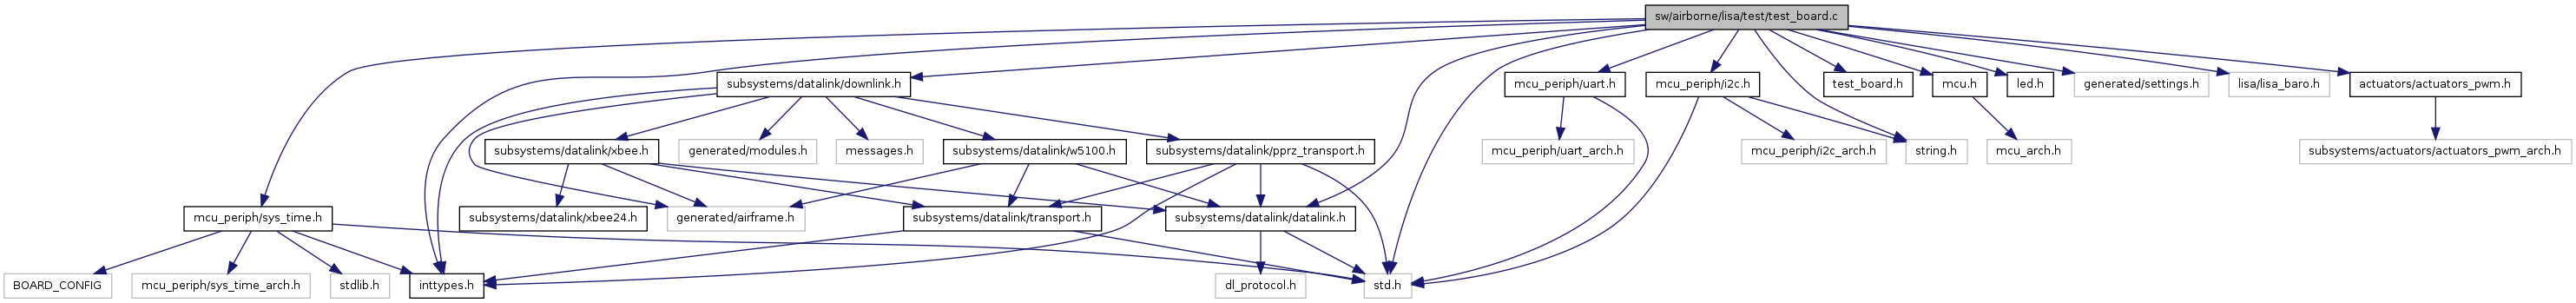 sw/airborne/lisa/test/test_board.c
subsystems/datalink/downlink.h
mcu_periph/uart.h
mcu_periph/i2c.h
test_board.h
mcu.h
led.h
generated/settings.h
lisa/lisa_baro.h
actuators/actuators_pwm.h
subsystems/datalink/xbee.h
generated/modules.h
messages.h
subsystems/datalink/w5100.h
subsystems/datalink/pprz_transport.h
mcu_periph/uart_arch.h
mcu_periph/i2c_arch.h
string.h
mcu_arch.h
subsystems/actuators/actuators_pwm_arch.h
mcu_periph/sys_time.h
subsystems/datalink/xbee24.h
generated/airframe.h
subsystems/datalink/transport.h
subsystems/datalink/datalink.h
BOARD_CONFIG
mcu_periph/sys_time_arch.h
stdlib.h
inttypes.h
dl_protocol.h
std.h